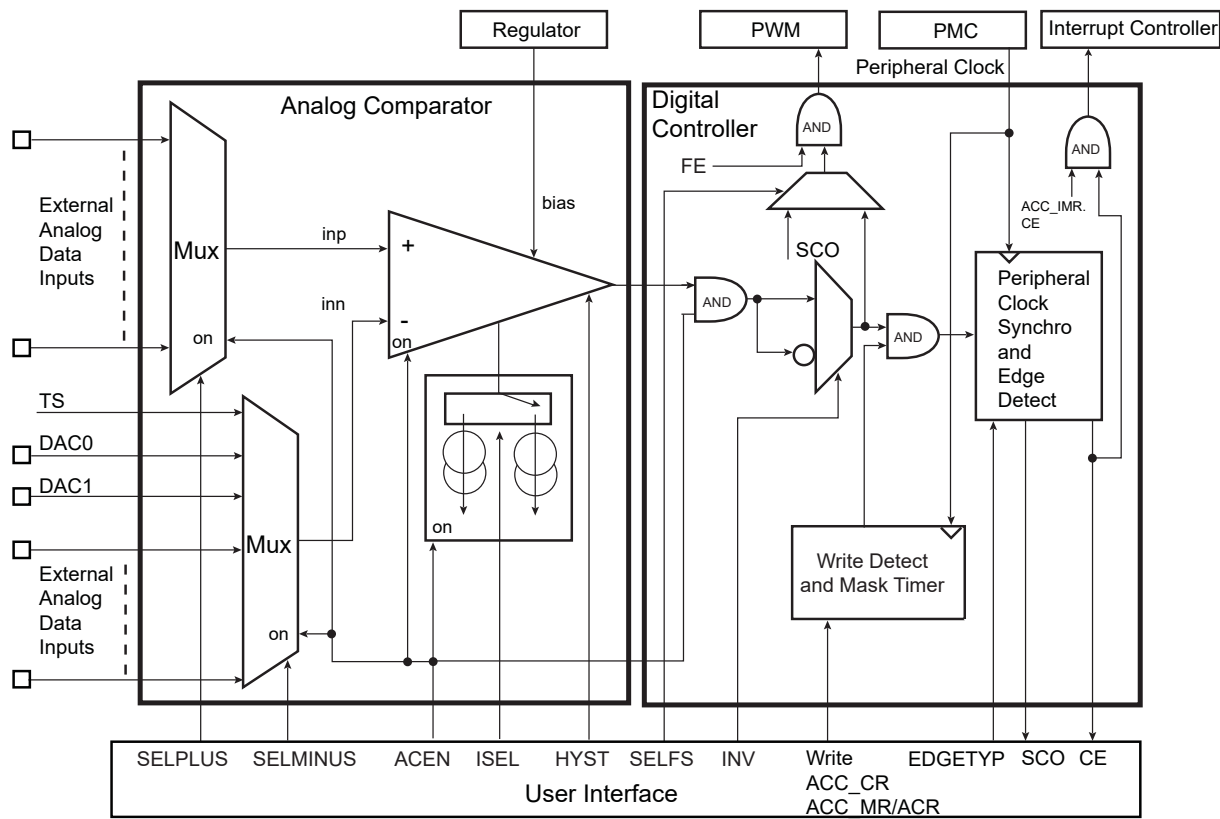 Regulator
PWM
PMC
Interrupt Controller
Peripheral Clock
Analog Comparator
Digital
Controller
AND
AND
FE
ACC_IMR.
CE
External
Analog
Data
Inputs
Mux
on
bias
inp
inn
+
-
on
SCO
AND
AND
Peripheral
Clock
Synchro
and
Edge
Detect
TS
DAC0
DAC1
Mux
on
External
Analog
Data
Inputs
on
Write Detect
and Mask Timer
SELPLUS
SELMINUS
ACEN
ISEL
HYST
SELFS
INV
Write
ACC_CR
ACC_MR/ACR
EDGETYP
SCO
CE
User Interface